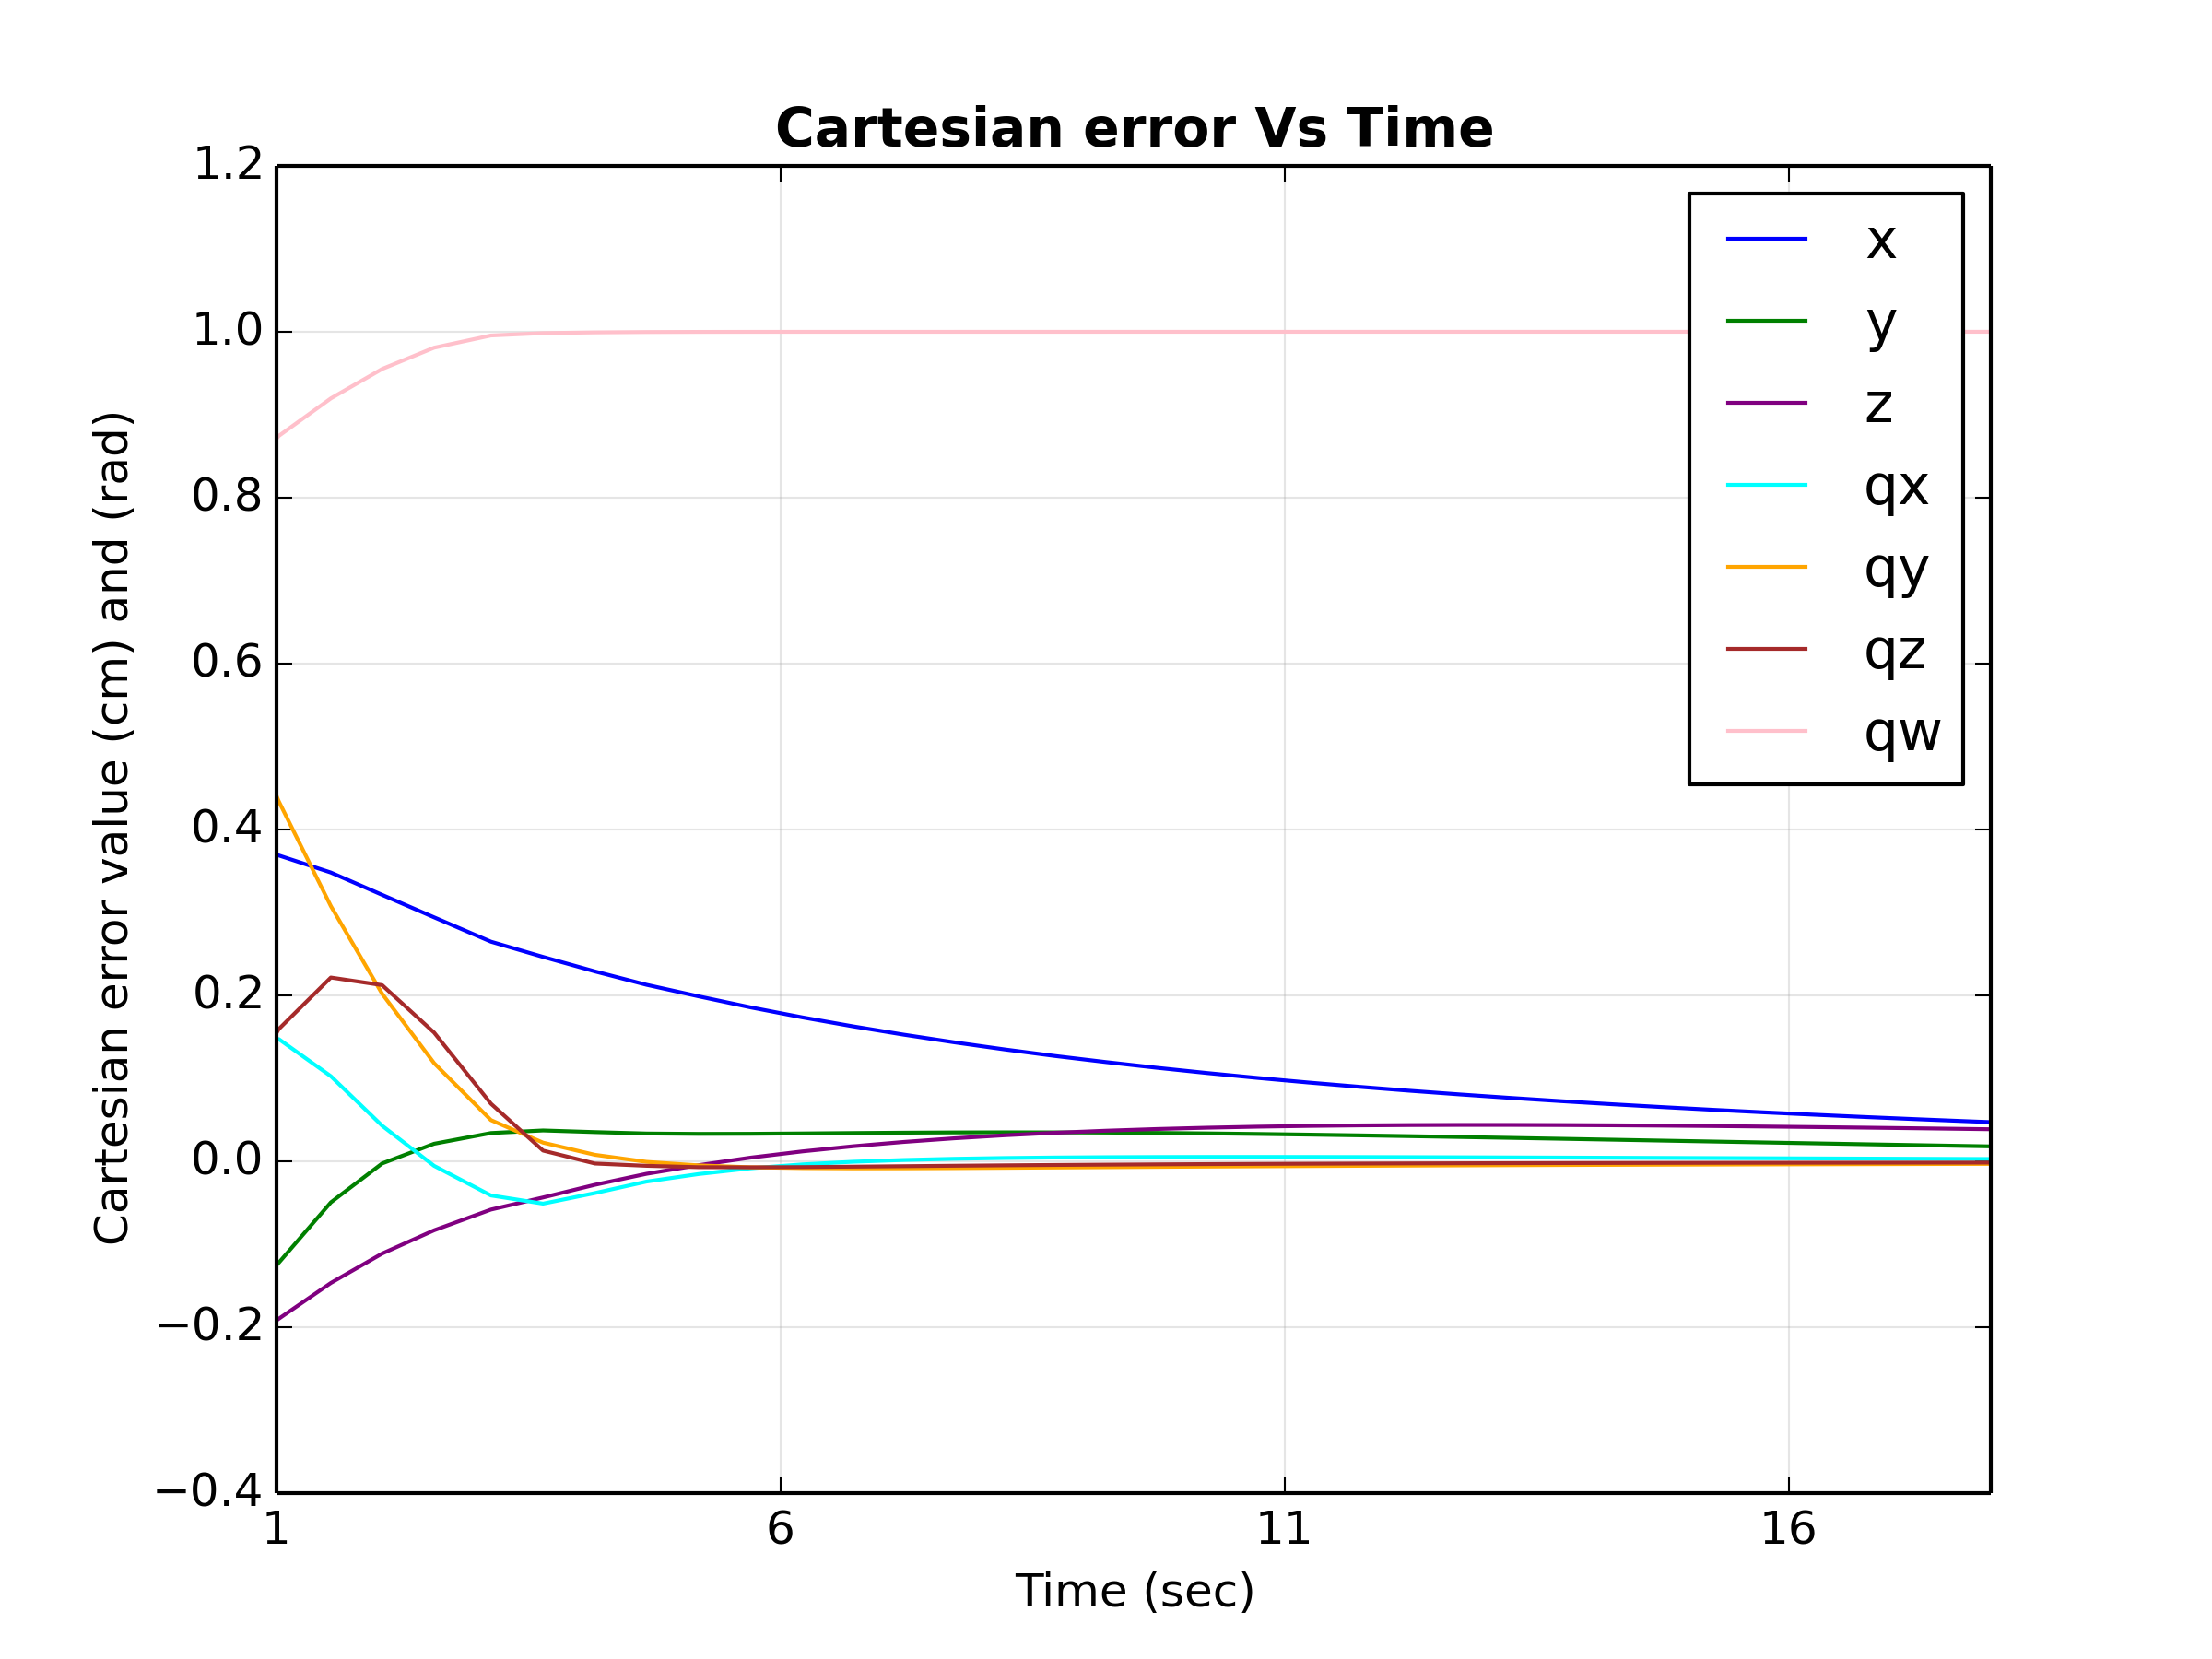 Cartesian error Vs Time
1.2
1.0
0.8
0.6
0.4
0.2
0.0
−0.2
−0.4
Cartesian error value (cm) and (rad)
x
y
z
qx
qy
qz
qw
1 6 11 16
Time (sec)